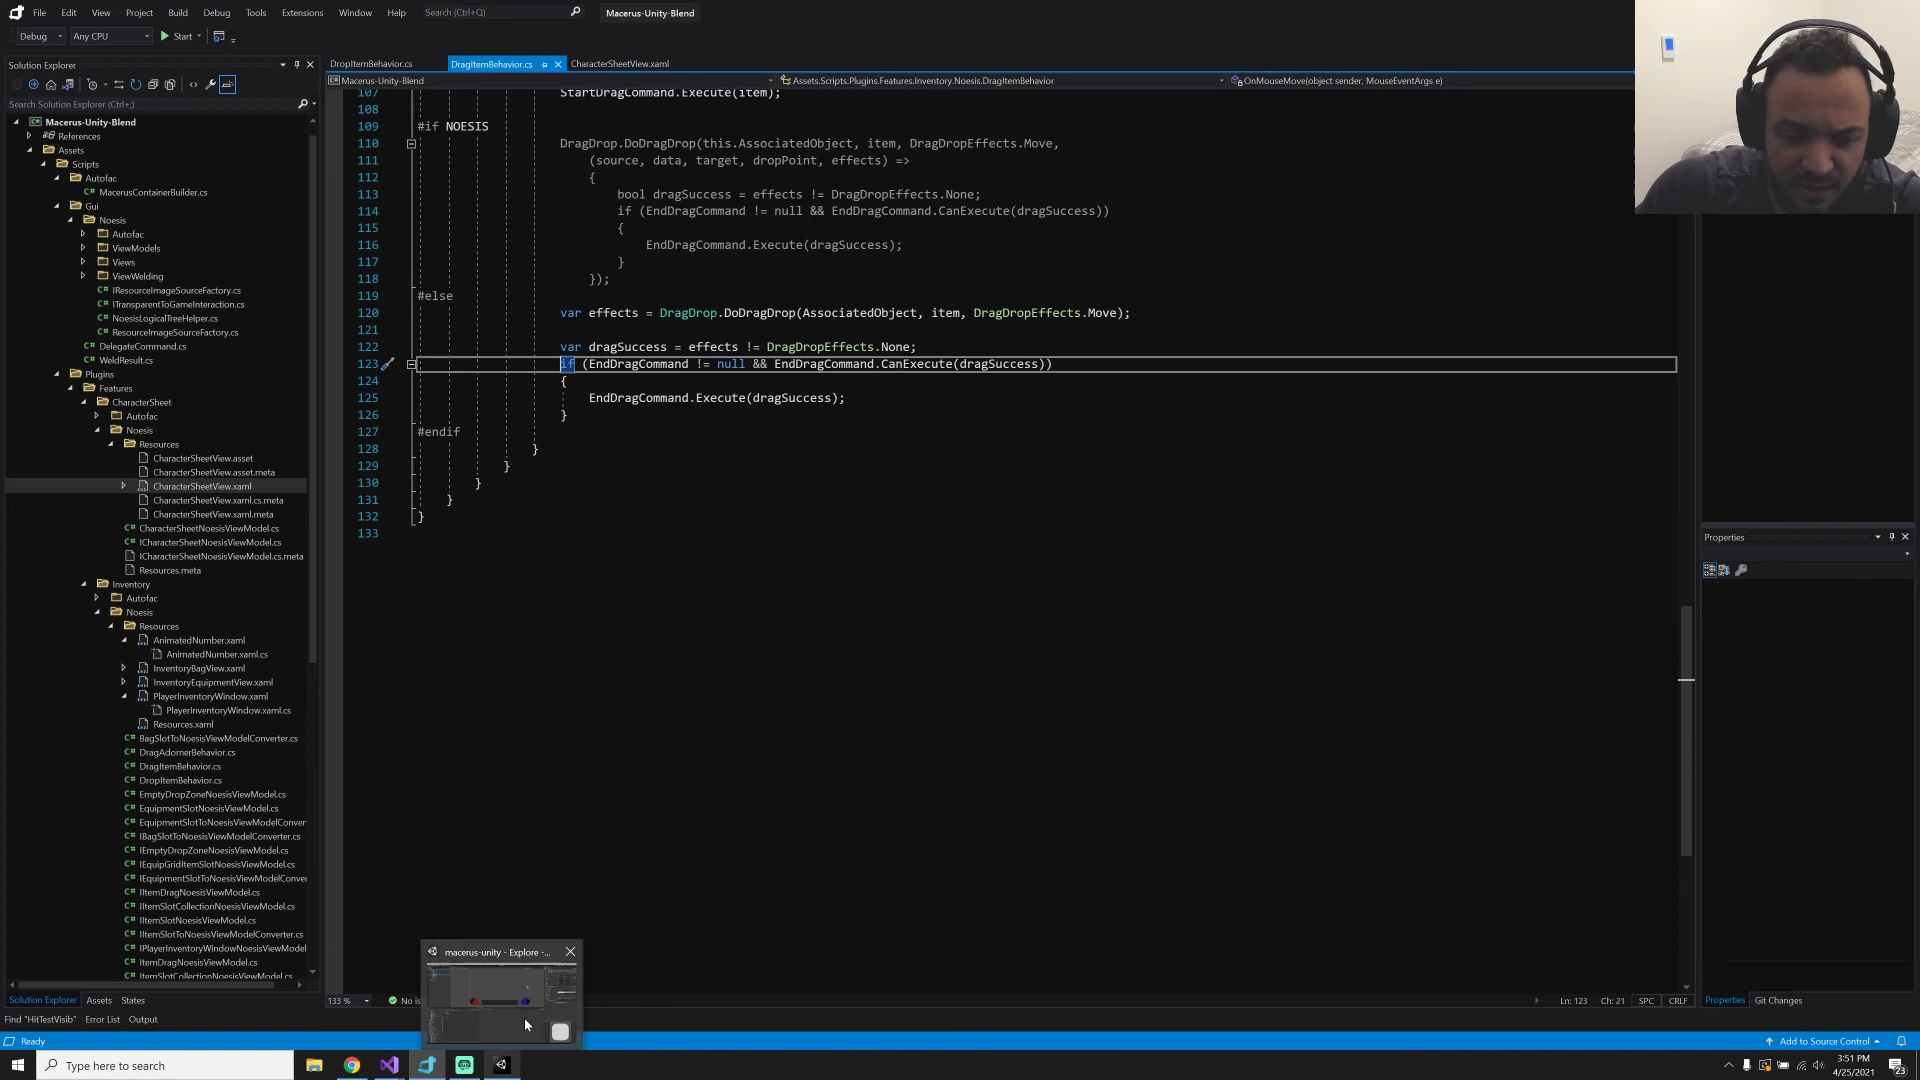 File Edit View Project Build Debug Tools Extensions Window Help Search (Ctrl+Q) Macerus-Unity-Blend
Debug Any CPU Start
Solution Explorer
Search Solution Explorer (Ctrl+;)
Macerus-Unity-Blend
References
Assets
Scripts
Autofac
MacerusContainerBuilder.cs
Gui
Noesis
Autofac
ViewModels
Views
ViewWelding
IResourceImageSourceFactory.cs
ITransparentToGameInteraction.cs
NoesisLogicalTreeHelper.cs
ResourceImageSourceFactory.cs
DelegateCommand.cs
WeldResult.cs
Plugins
Features
CharacterSheet
Autofac
Noesis
Resources
CharacterSheetView.asset
CharacterSheetView.asset.meta
CharacterSheetView.xaml
CharacterSheetView.xaml.cs.meta
CharacterSheetView.xaml.meta
CharacterSheetNoesisViewModel.cs
ICharacterSheetNoesisViewModel.cs
ICharacterSheetNoesisViewModel.cs.meta
Resources.meta
Inventory
Autofac
Noesis
Resources
AnimatedNumber.xaml
AnimatedNumber.xaml.cs
InventoryBagView.xaml
InventoryEquipmentView.xaml
PlayerInventoryWindow.xaml
PlayerInventoryWindow.xaml.cs
Resources.xaml
BagSlotToNoesisViewModelConverter.cs
DragAdornerBehavior.cs
DragItemBehavior.cs
DropItemBehavior.cs
EmptyDropZoneNoesisViewModel.cs
EquipmentSlotNoesisViewModel.cs
EquipmentSlotToNoesisViewModelConver
IBagSlotToNoesisViewModelConverter.cs
IEmptyDropZoneNoesisViewModel.cs
IEquipGridItemSlotNoesisViewModel.cs
IEquipmentSlotToNoesisViewModelConver
IItemDragNoesisViewModel.cs
IItemSlotCollectionNoesisViewModel.cs
IItemSlotNoesisViewModel.cs
IItemSlotToNoesisViewModelConverter.cs
IPlayerInventoryWindowNoesisViewModel
ItemDragNoesisViewModel.cs
ItemSlotCollectionNoesisViewModel.cs
Solution Explorer Assets States
Find "HitTestVisib" Error List Output
DropItemBehavior.cs DragItemBehavior.cs CharacterSheetView.xaml
Macerus-Unity-Blend Assets.Scripts.Plugins.Features.Inventory.Noesis.DragItemBehavior OnMouseMove(object sender, MouseEventArgs e)
107 StartDragCommand.Execute(item);
108
109 #if NOESIS
110 DragDrop.DoDragDrop(this.AssociatedObject, item, DragDropEffects.Move,
111 (source, data, target, dropPoint, effects) =>
112 {
113 bool dragSuccess = effects != DragDropEffects.None;
114 if (EndDragCommand != null && EndDragCommand.CanExecute(dragSuccess))
115 {
116 EndDragCommand.Execute(dragSuccess);
117 }
118 });
119 #else
120 var effects = DragDrop.DoDragDrop(AssociatedObject, item, DragDropEffects.Move);
121
122 var dragSuccess = effects != DragDropEffects.None;
123 if (EndDragCommand != null && EndDragCommand.CanExecute(dragSuccess))
124 {
125 EndDragCommand.Execute(dragSuccess);
126 }
127 #endif
128 }
129 }
130 }
131 }
132 }
133
macerus-unity - Explore -...
133 % No is Ln: 123 Ch: 21 SPC CRLF
Properties
Properties Git Changes
Ready Add to Source Control
Type here to search
3:51 PM
4/25/2021
23